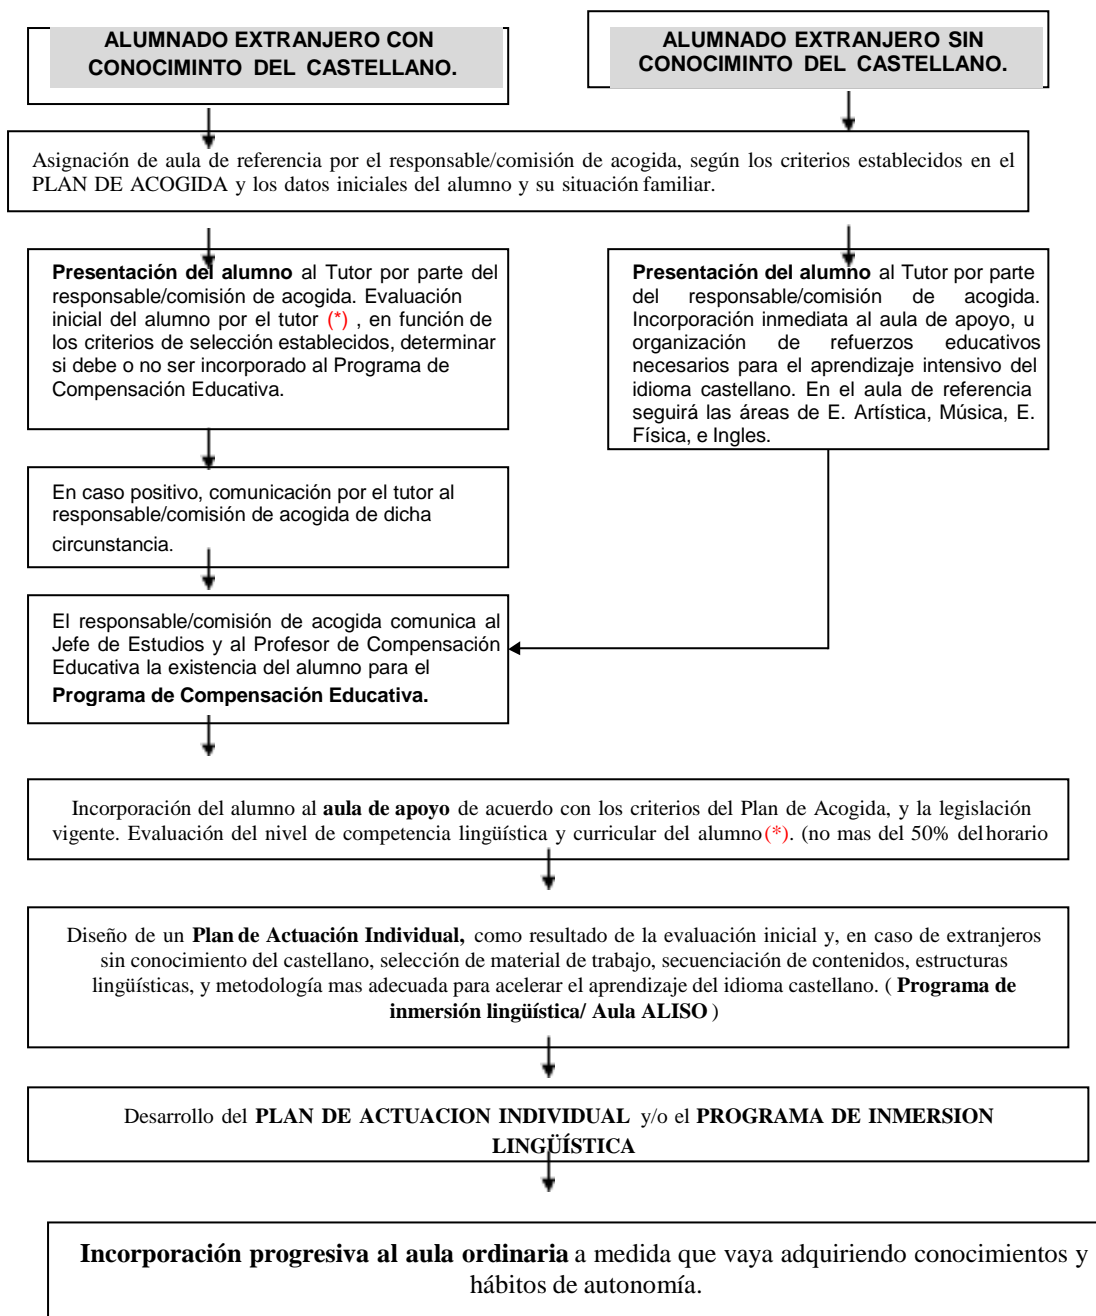 ALUMNADO EXTRANJERO CON
CONOCIMINTO DEL CASTELLANO.
ALUMNADO EXTRANJERO SIN
CONOCIMINTO DEL CASTELLANO.
Asignación de aula de referencia por el responsable/comisión de acogida, según los criterios establecidos en el
PLAN DE ACOGIDA y los datos iniciales del alumno y su situación familiar.
Presentación del alumno al Tutor por parte del
responsable/comisión de acogida. Evaluación
inicial del alumno por el tutor (*) , en función de
los criterios de selección establecidos, determinar
si debe o no ser incorporado al Programa de
Compensación Educativa.
Presentación del alumno al Tutor por parte
del responsable/comisión de acogida.
Incorporación inmediata al aula de apoyo, u
organización de refuerzos educativos
necesarios para el aprendizaje intensivo del
idioma castellano. En el aula de referencia
seguirá las áreas de E. Artística, Música, E.
Física, e Ingles.
En caso positivo, comunicación por el tutor al
responsable/comisión de acogida de dicha
circunstancia.
El responsable/comisión de acogida comunica al
Jefe de Estudios y al Profesor de Compensación
Educativa la existencia del alumno para el
Programa de Compensación Educativa.
Incorporación del alumno al aula de apoyo de acuerdo con los criterios del Plan de Acogida, y la legislación
vigente. Evaluación del nivel de competencia lingüística y curricular del alumno(*). (no mas del 50% del horario
Diseño de un Plan de Actuación Individual, como resultado de la evaluación inicial y, en caso de extranjeros
sin conocimiento del castellano, selección de material de trabajo, secuenciación de contenidos, estructuras
lingüísticas, y metodología mas adecuada para acelerar el aprendizaje del idioma castellano. ( Programa de
inmersión lingüística/ Aula ALISO )
Desarrollo del PLAN DE ACTUACION INDIVIDUAL y/o el PROGRAMA DE INMERSION
LINGÜÍSTICA
Incorporación progresiva al aula ordinaria a medida que vaya adquiriendo conocimientos y
hábitos de autonomía.